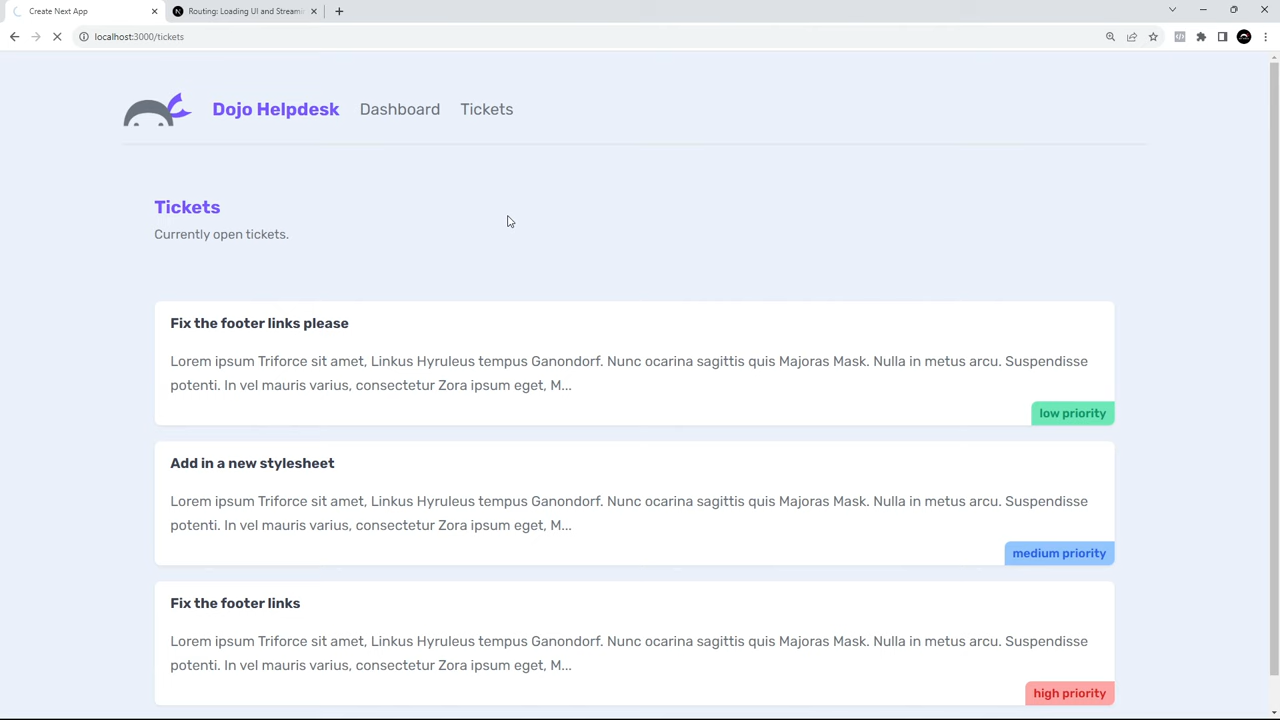 Create Next App
Routing: Loading UI and Streamin
localhost:3000/tickets
Dojo Helpdesk Dashboard Tickets
Tickets
Currently open tickets.
Fix the footer links please
Lorem ipsum Triforce sit amet, Linkus Hyruleus tempus Ganondorf. Nunc ocarina sagittis quis Majoras Mask. Nulla in metus arcu. Suspendisse
potenti. In vel mauris varius, consectetur Zora ipsum eget, M...
low priority
Add in a new stylesheet
Lorem ipsum Triforce sit amet, Linkus Hyruleus tempus Ganondorf. Nunc ocarina sagittis quis Majoras Mask. Nulla in metus arcu. Suspendisse
potenti. In vel mauris varius, consectetur Zora ipsum eget, M...
medium priority
Fix the footer links
Lorem ipsum Triforce sit amet, Linkus Hyruleus tempus Ganondorf. Nunc ocarina sagittis quis Majoras Mask. Nulla in metus arcu. Suspendisse
potenti. In vel mauris varius, consectetur Zora ipsum eget, M...
high priority